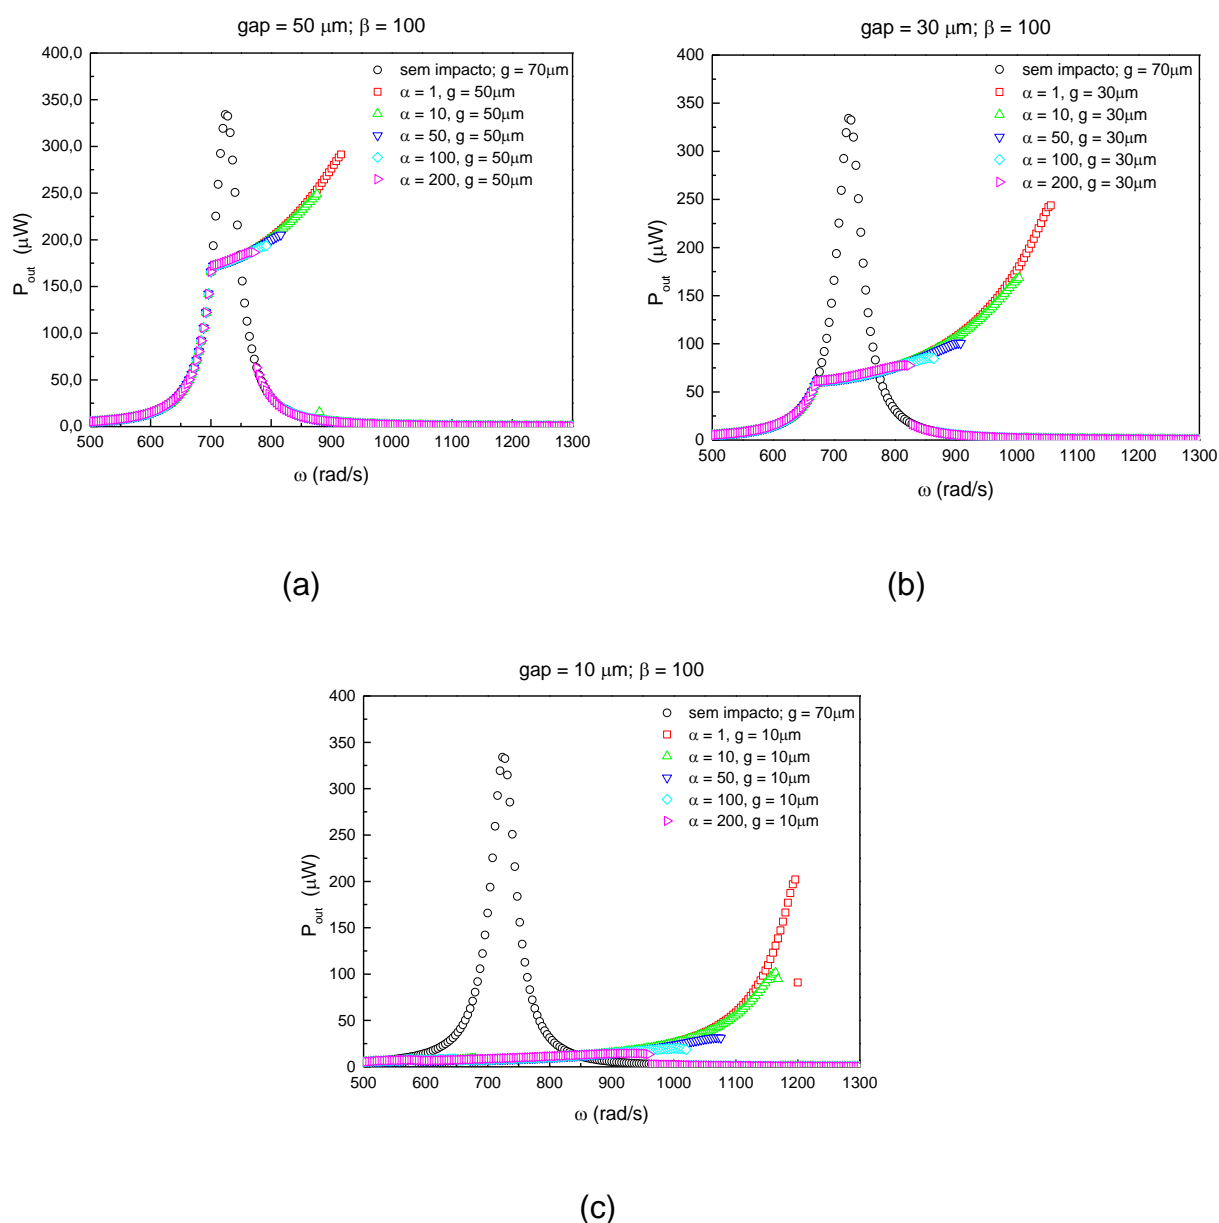 gap = 50 μm; β = 100
400,0
350,0
300,0
250,0
200,0
150,0
100,0
50,0
0,0
P_out (μW)
sem impacto; g = 70μm
α = 1, g = 50μm
α = 10, g = 50μm
α = 50, g = 50μm
α = 100, g = 50μm
α = 200, g = 50μm
500 600 700 800 900 1000 1100 1200 1300
ω (rad/s)
(a)
gap = 30 μm; β = 100
400
350
300
250
200
150
100
50
0
P_out (μW)
sem impacto; g = 70μm
α = 1, g = 30μm
α = 10, g = 30μm
α = 50, g = 30μm
α = 100, g = 30μm
α = 200, g = 30μm
500 600 700 800 900 1000 1100 1200 1300
ω (rad/s)
(b)
gap = 10 μm; β = 100
400
350
300
250
200
150
100
50
0
P_out (μW)
sem impacto; g = 70μm
α = 1, g = 10μm
α = 10, g = 10μm
α = 50, g = 10μm
α = 100, g = 10μm
α = 200, g = 10μm
500 600 700 800 900 1000 1100 1200 1300
ω (rad/s)
(c)